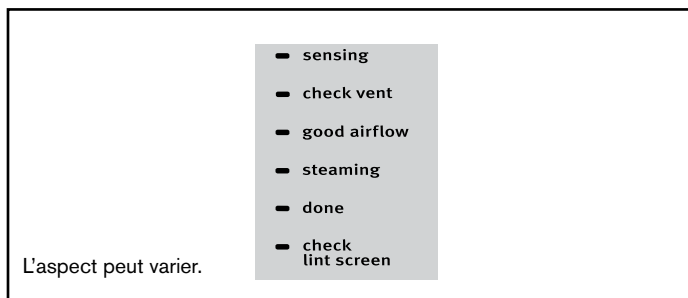 sensing
check vent
good airflow
steaming
done
check
lint screen
L'aspect peut varier.